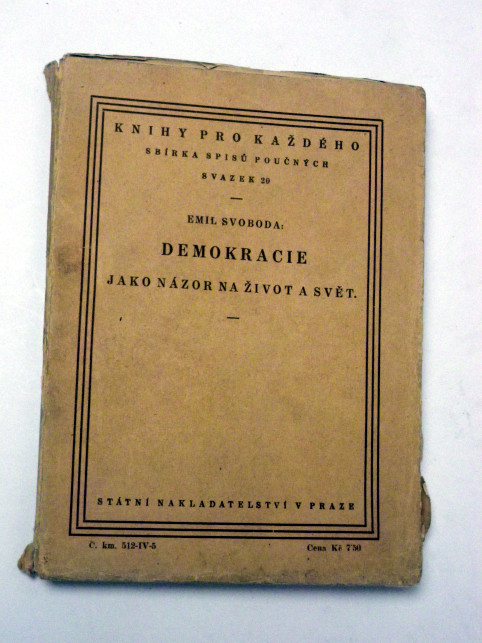 KNIHY PRO KAŽDÉHO
SBÍRKA SPISŮ POUČNÝCH
SVAZEK 20
—
EMIL SVOBODA:
DEMOKRACIE
JAKO NÁZOR NA ŽIVOT A SVĚT.
—
STÁTNÍ NAKLADATELSTVÍ V PRAZE
Č. km. 512-IV-5 Cena Kč 7'50